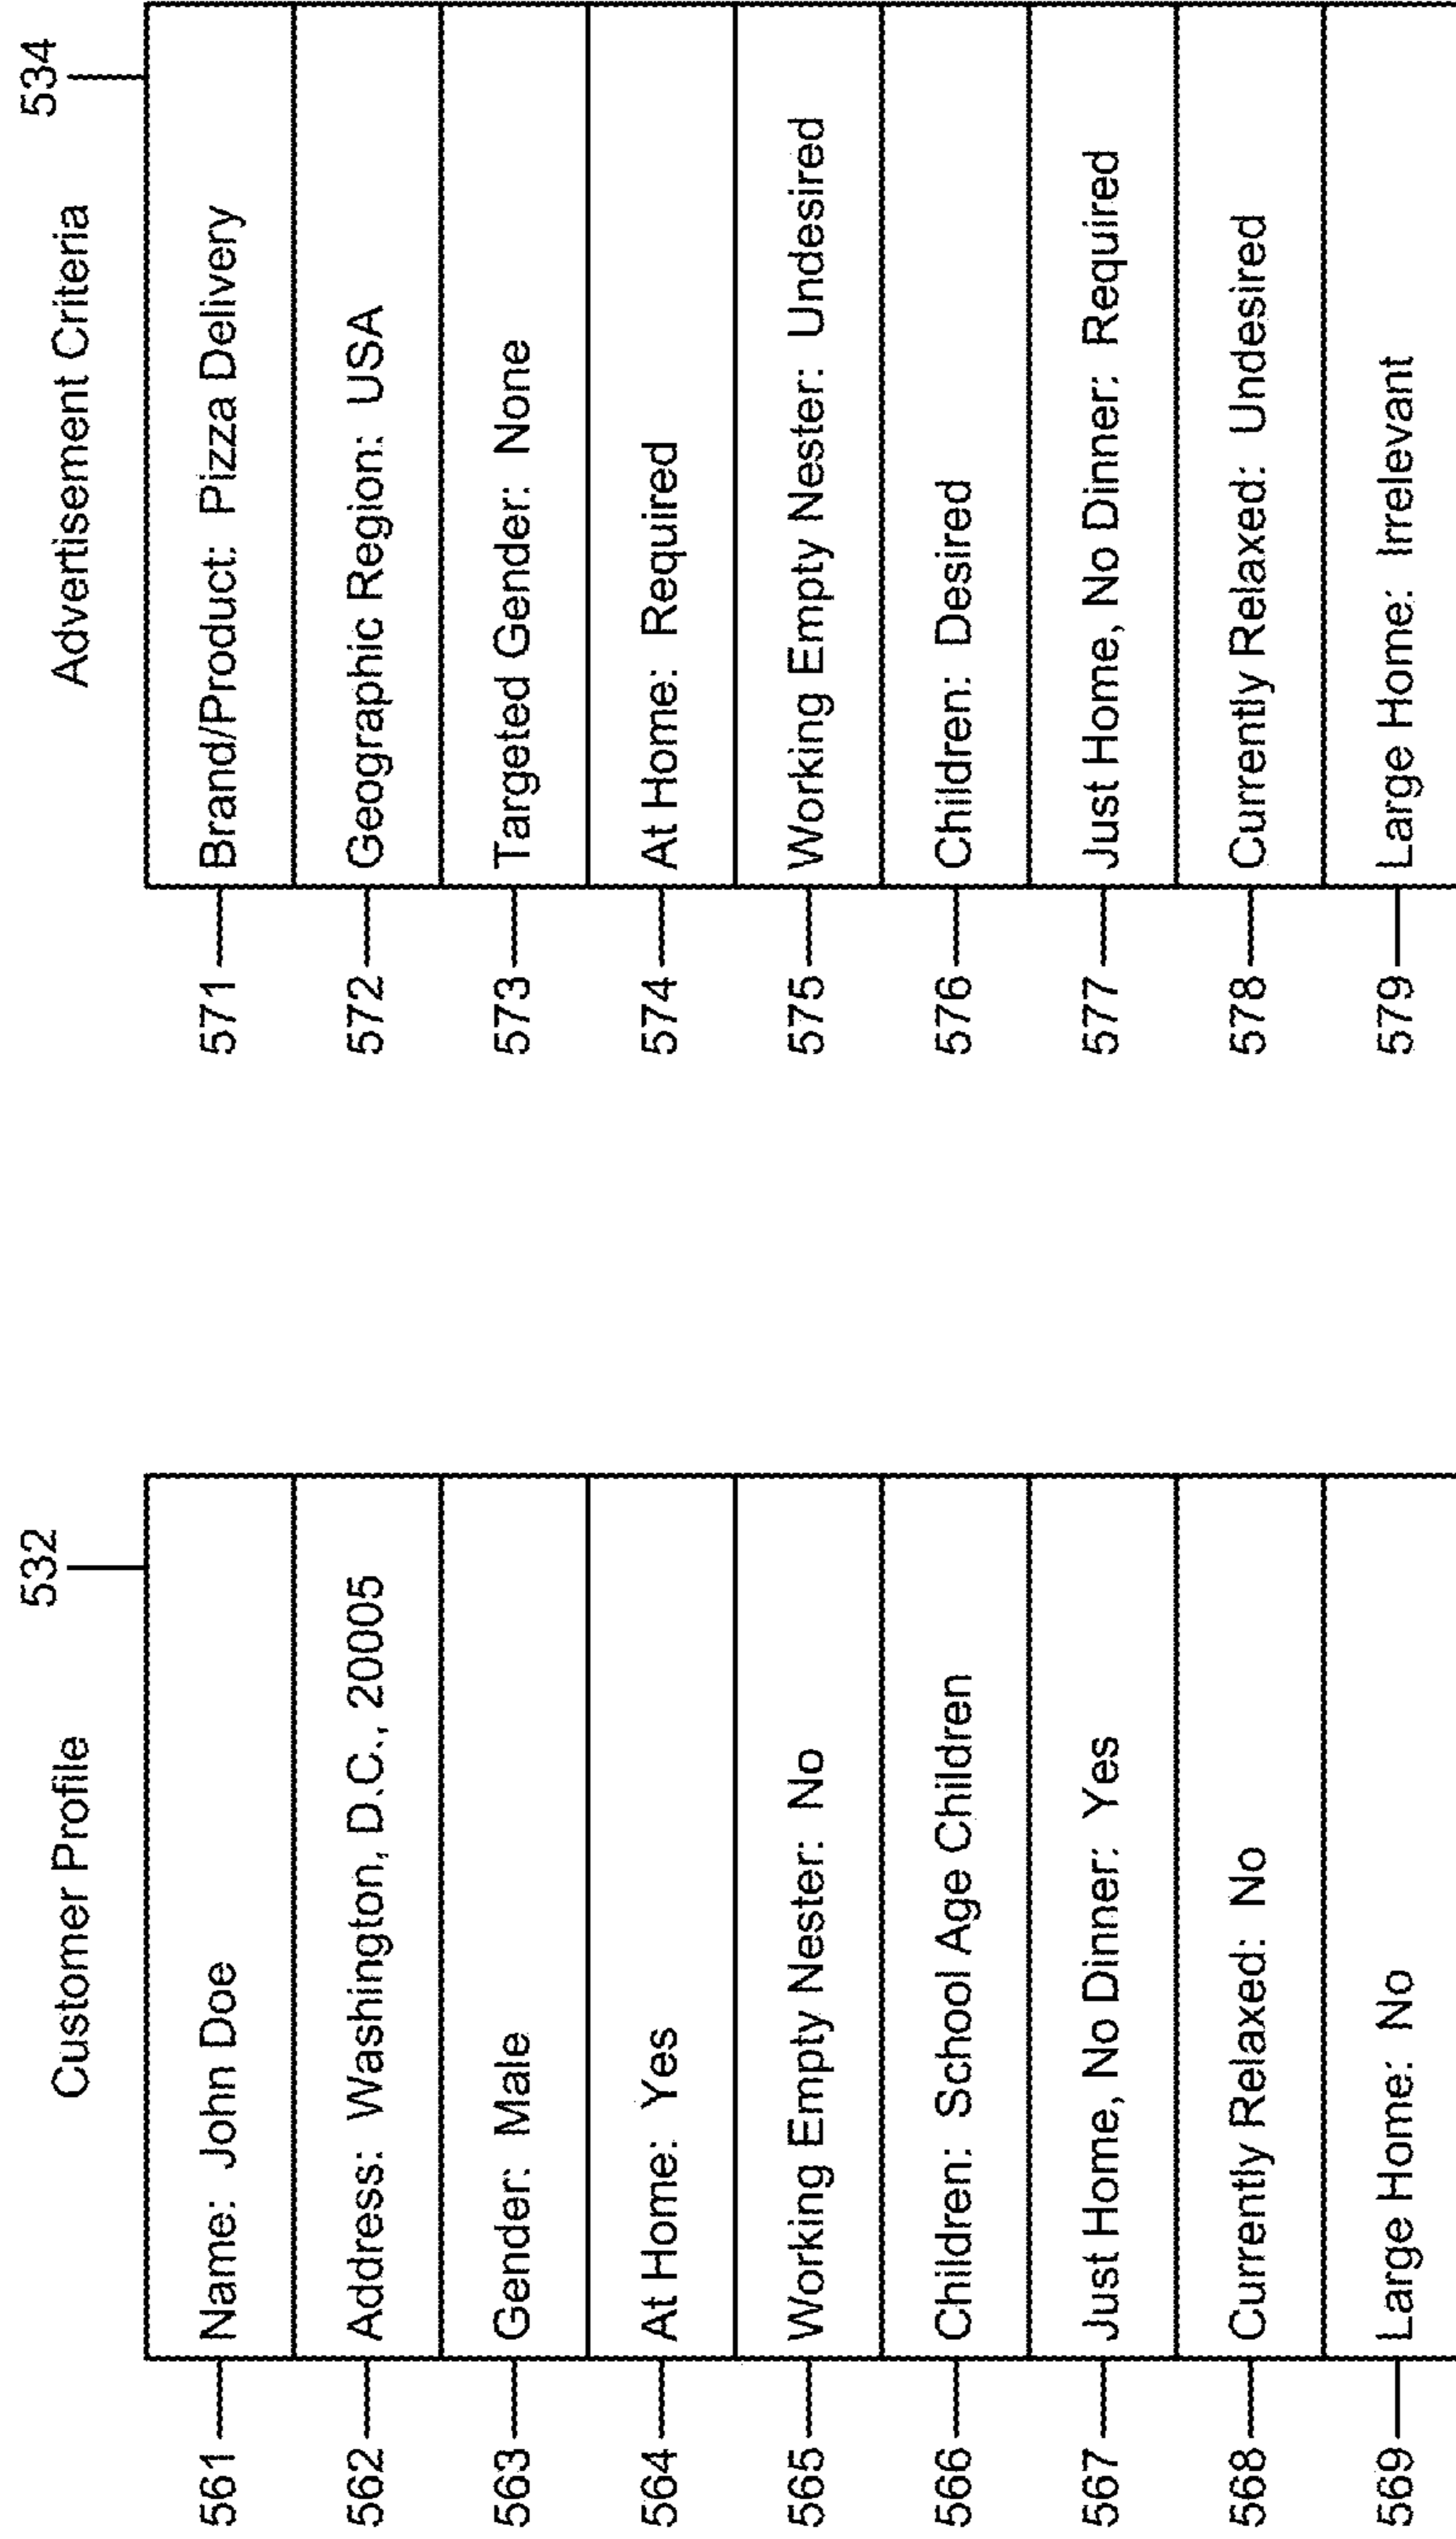 Customer Profile
532
561 Name: John Doe
562 Address: Washington, D.C., 20005
563 Gender: Male
564 At Home: Yes
565 Working Empty Nester: No
566 Children: School Age Children
567 Just Home, No Dinner: Yes
568 Currently Relaxed: No
569 Large Home: No
Advertisement Criteria
534
571 Brand/Product: Pizza Delivery
572 Geographic Region: USA
573 Targeted Gender: None
574 At Home: Required
575 Working Empty Nester: Undesired
576 Children: Desired
577 Just Home, No Dinner: Required
578 Currently Relaxed: Undesired
579 Large Home: Irrelevant